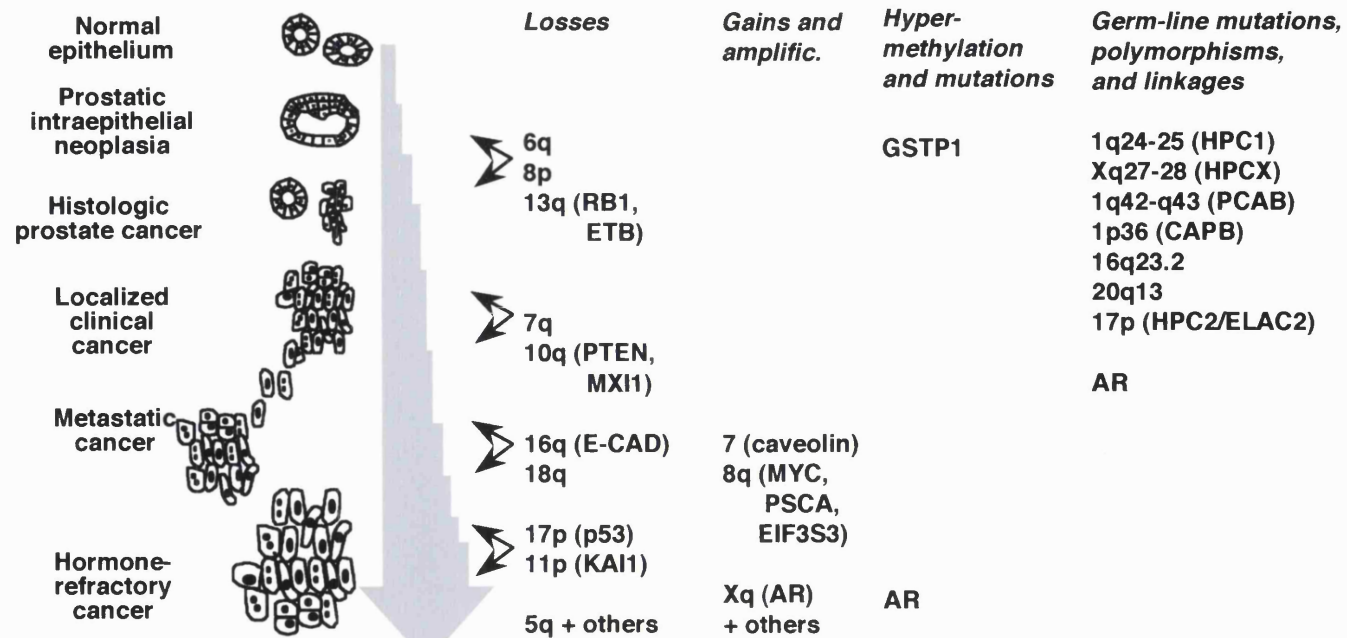 Normal
epithelium
Prostatic
intraepithelial
neoplasia
Histologic
prostate cancer
Localized
clinical
cancer
Metastatic
cancer
Hormone-
refractory
cancer
Losses
6q
8p
13q (RB1,
ETB)
7q
10q (PTEN,
MXI1)
16q (E-CAD)
18q
17p (p53)
11p (KAI1)
5q + others
Gains and
amplific.
7 (caveolin)
8q (MYC,
PSCA,
EIF3S3)
Xq (AR)
+ others
Hyper-
methylation
and mutations
GSTP1
AR
Germ-line mutations,
polymorphisms,
and linkages
1q24-25 (HPC1)
Xq27-28 (HPCX)
1q42-q43 (PCAB)
1p36 (CAPB)
16q23.2
20q13
17p (HPC2/ELAC2)
AR